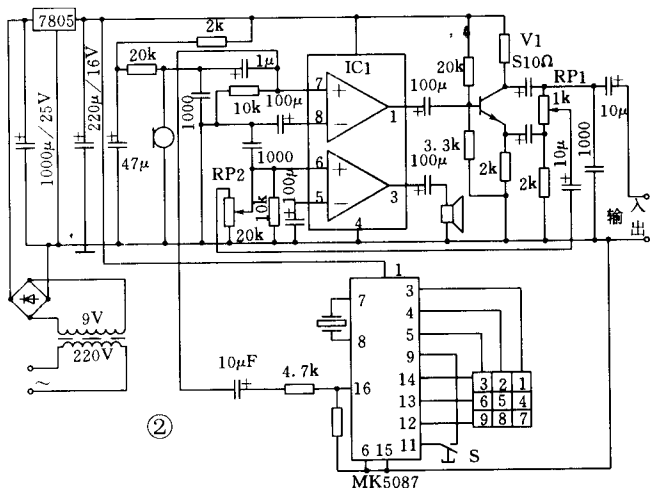 7805
2k
V1
20k
1μ
IC1
20k
510Ω
RP1
1000μ/25V
220μ/16V
1000
10k
100μ
7
8
1
100μ
1k
10μ
47μ
1000
3.3k
10μ
1000
RP2
6
5
3
100μ
100μ
10k
2k
2k
输
入
出
20k
4
1
9V
220V
~
7
8
3
4
5
9
10μF
4.7k
16
14
13
12
11
3 2 1
6 5 4
9 8 7
②
6 15
S
MK5087